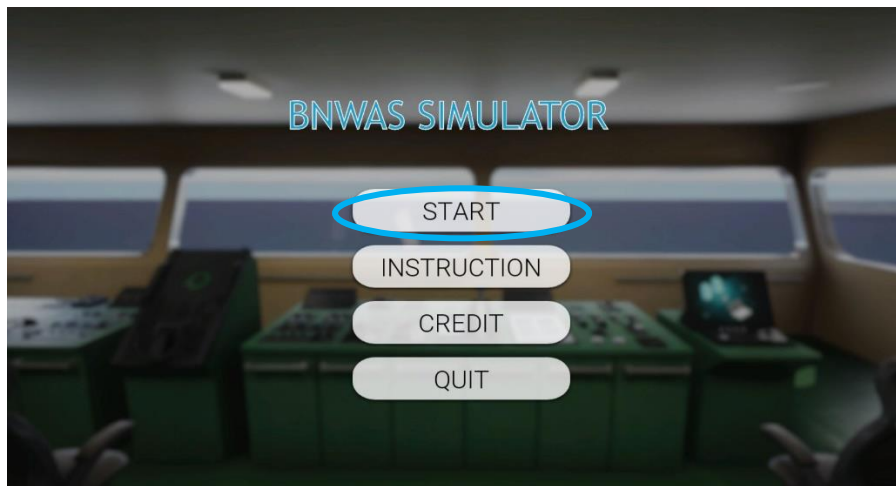 BNWAS SIMULATOR
START
INSTRUCTION
CREDIT
QUIT